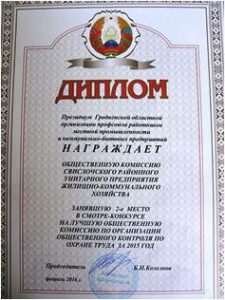 ДИПЛОМ
Президиум Гродненской областной
организации профсоюза работников
местной промышленности
и коммунально-бытовых предприятий
НАГРАЖДАЕТ
ОБЩЕСТВЕННУЮ КОМИССИЮ
СВИСЛОЧСКОГО РАЙОННОГО
УНИТАРНОГО ПРЕДПРИЯТИЯ
ЖИЛИЩНО-КОММУНАЛЬНОГО
ХОЗЯЙСТВА
ЗАНЯВШУЮ 2-е МЕСТО
В СМОТРЕ-КОНКУРСЕ
НА ЛУЧШУЮ ОБЩЕСТВЕННУЮ
КОМИССИЮ ПО ОРГАНИЗАЦИИ
ОБЩЕСТВЕННОГО КОНТРОЛЯ ПО
ОХРАНЕ ТРУДА ЗА 2015 ГОД
Председатель Б.Н.Козелков
февраль 2016 г.